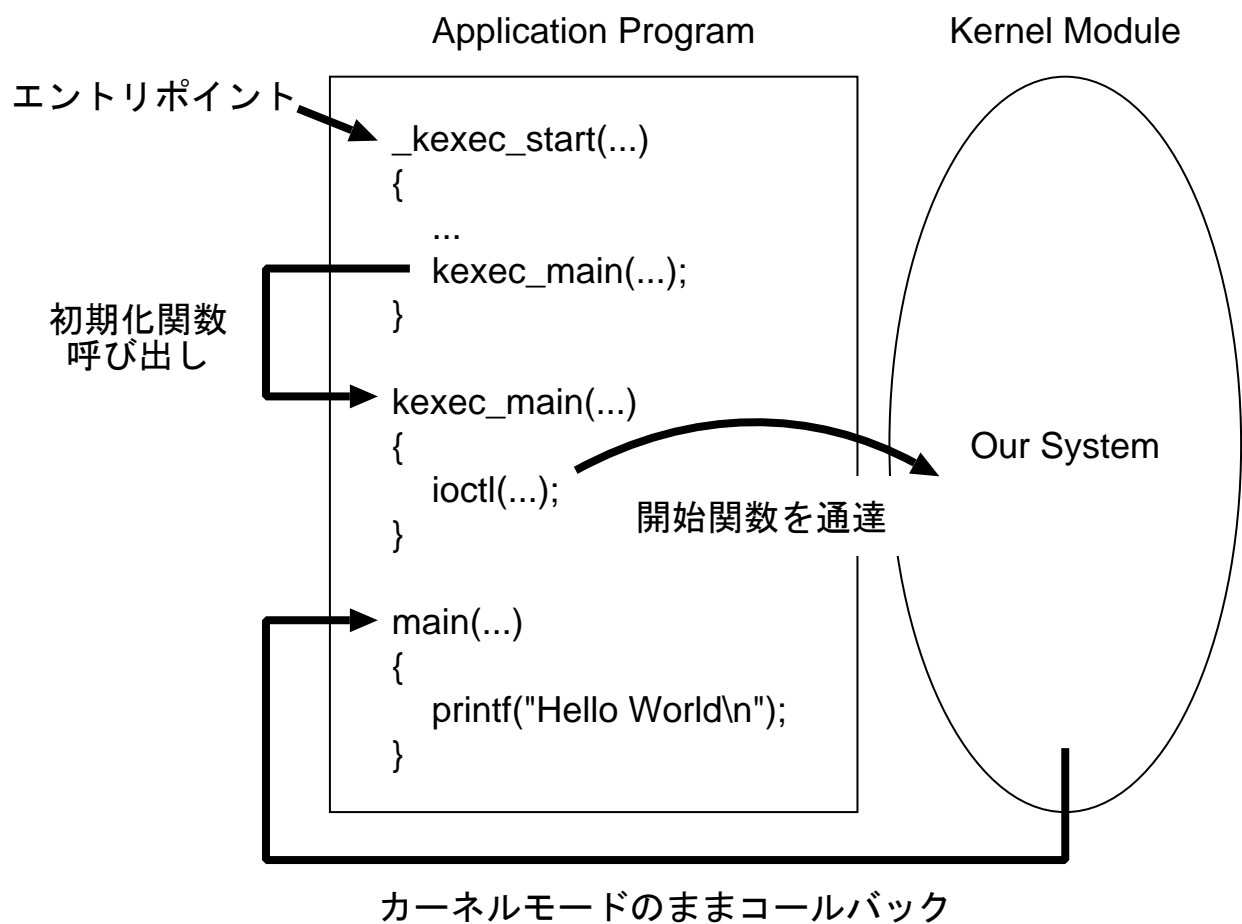 Application Program
Kernel Module
エントリポイント
_kexec_start(...)
{
...
kexec_main(...);
}
初期化関数
呼び出し
kexec_main(...)
{
ioctl(...);
}
開始関数を通達
Our System
main(...)
{
printf("Hello World\n");
}
カーネルモードのままコールバック